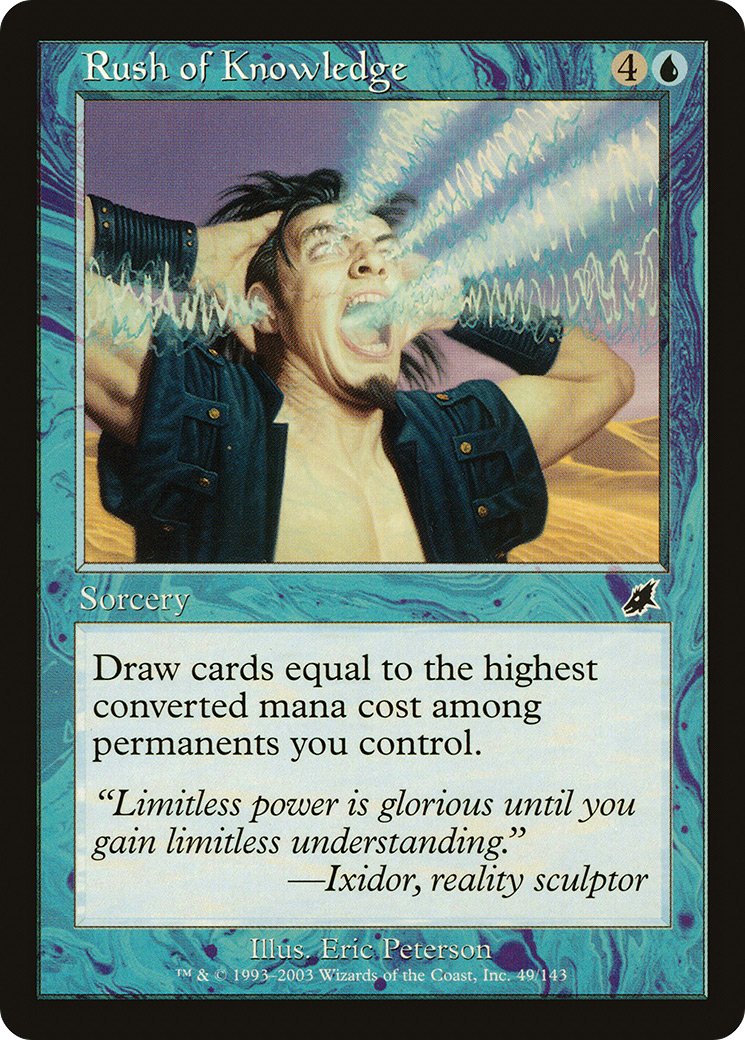 Rush of Knowledge 4
Sorcery
Draw cards equal to the highest
converted mana cost among
permanents you control.
“Limitless power is glorious until you
gain limitless understanding.”
—Ixidor, reality sculptor
Illus. Eric Peterson
™ & © 1993–2003 Wizards of the Coast, Inc. 49/143